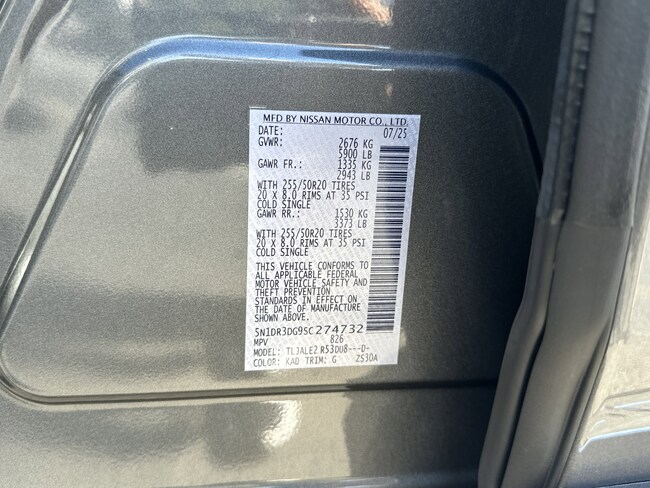 MFD BY NISSAN MOTOR CO., LTD.
DATE: 07/25
GVWR: 2676 KG
5900 LB
GAWR FR.: 1335 KG
2943 LB
WITH 255/50R20 TIRES
20 X 8.0 RIMS AT 35 PSI
COLD SINGLE
GAWR RR.: 1530 KG
3373 LB
WITH 255/50R20 TIRES
20 X 8.0 RIMS AT 35 PSI
COLD SINGLE
THIS VEHICLE CONFORMS TO
ALL APPLICABLE FEDERAL
MOTOR VEHICLE SAFETY AND
THEFT PREVENTION
STANDARDS IN EFFECT ON
THE DATE OF MANUFACTURE
SHOWN ABOVE.
5N1DR3DG9SC274732
MPV 826
MODEL: TLJALE2 R53DU8---D-
COLOR: KAD TRIM: G ZS30A